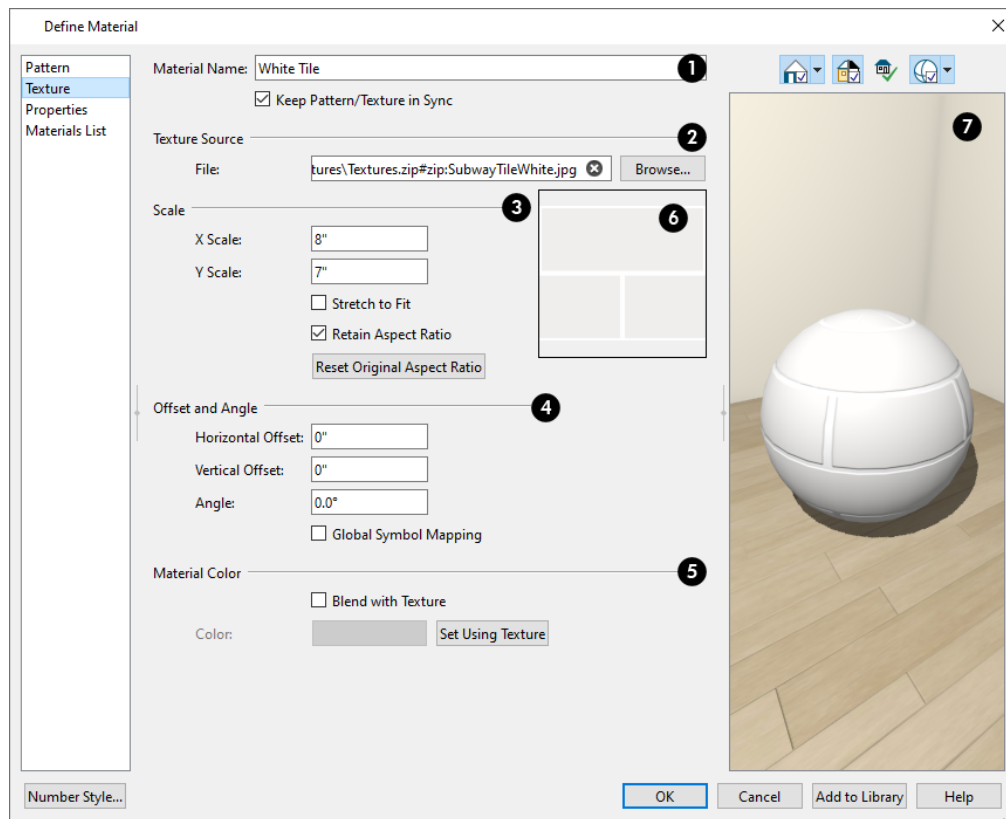 Define Material
Pattern
Texture
Properties
Materials List
Material Name: White Tile 1
Keep Pattern/Texture in Sync
Texture Source 2
File: tures\Textures.zip#zip:SubwayTileWhite.jpg Browse...
Scale 3
X Scale: 8"
Y Scale: 7"
Stretch to Fit
Retain Aspect Ratio
Reset Original Aspect Ratio
6
7
Offset and Angle 4
Horizontal Offset: 0"
Vertical Offset: 0"
Angle: 0.0°
Global Symbol Mapping
Material Color 5
Blend with Texture
Color: Set Using Texture
Number Style... OK Cancel Add to Library Help